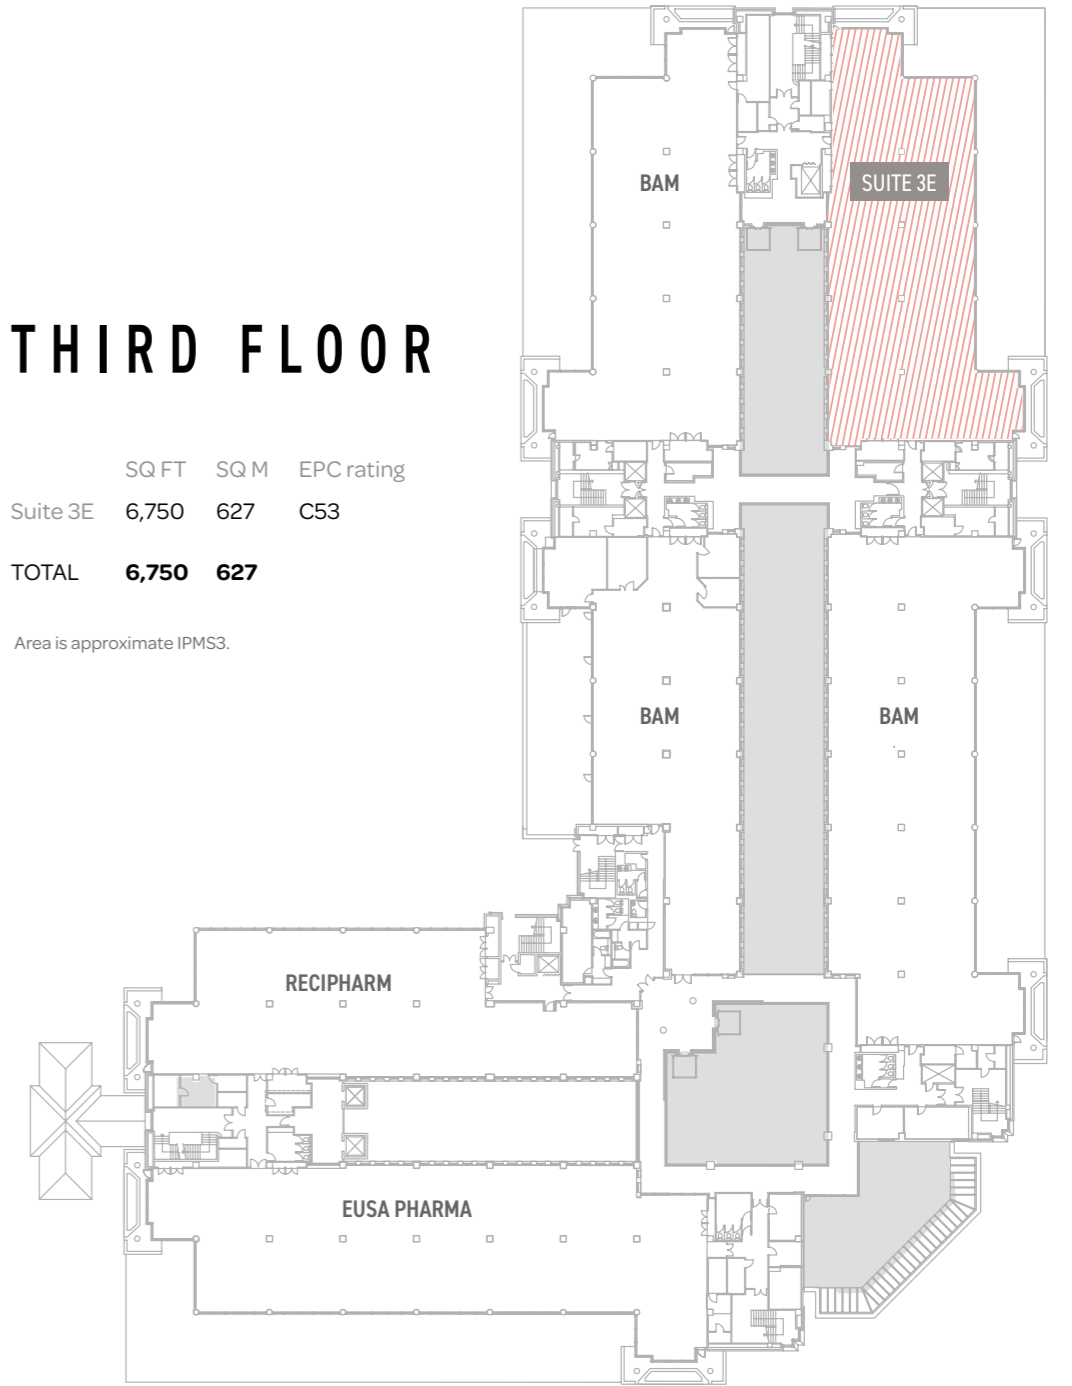 THIRD FLOOR
SQ FT SQ M EPC rating
Suite 3E 6,750 627 C53
TOTAL 6,750 627
Area is approximate IPMS3.
BAM
SUITE 3E
BAM
BAM
RECIPHARM
EUSA PHARMA